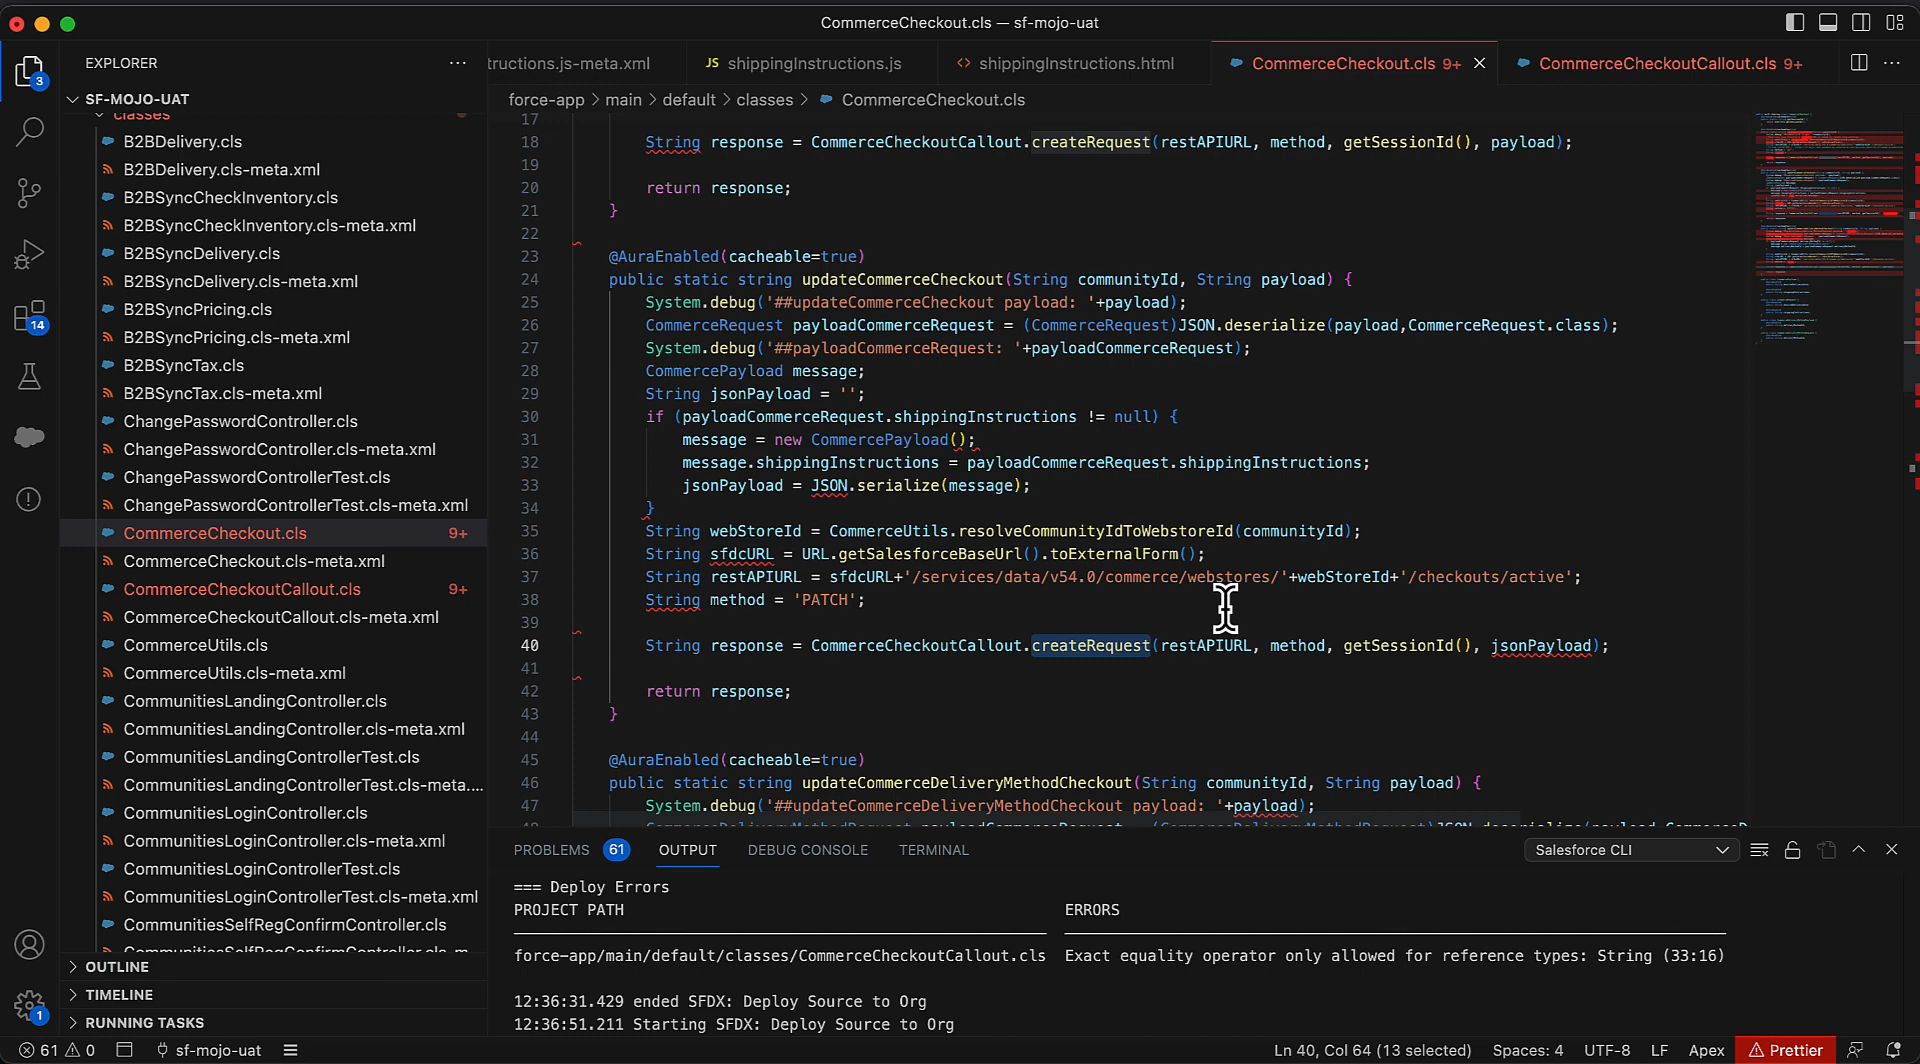 CommerceCheckout.cls — sf-mojo-uat
EXPLORER
SF-MOJO-UAT
classes
B2BDelivery.cls
B2BDelivery.cls-meta.xml
B2BSyncCheckInventory.cls
B2BSyncCheckInventory.cls-meta.xml
B2BSyncDelivery.cls
B2BSyncDelivery.cls-meta.xml
B2BSyncPricing.cls
B2BSyncPricing.cls-meta.xml
B2BSyncTax.cls
B2BSyncTax.cls-meta.xml
ChangePasswordController.cls
ChangePasswordController.cls-meta.xml
ChangePasswordControllerTest.cls
ChangePasswordControllerTest.cls-meta.xml
CommerceCheckout.cls 9+
CommerceCheckout.cls-meta.xml
CommerceCheckoutCallout.cls 9+
CommerceCheckoutCallout.cls-meta.xml
CommerceUtils.cls
CommerceUtils.cls-meta.xml
CommunitiesLandingController.cls
CommunitiesLandingController.cls-meta.xml
CommunitiesLandingControllerTest.cls
CommunitiesLandingControllerTest.cls-meta....
CommunitiesLoginController.cls
CommunitiesLoginController.cls-meta.xml
CommunitiesLoginControllerTest.cls
CommunitiesLoginControllerTest.cls-meta.xml
CommunitiesSelfRegConfirmController.cls
CommunitiesSelfRegConfirmController.cls-m
OUTLINE
TIMELINE
RUNNING TASKS
3
14
1
tructions.js-meta.xml JS shippingInstructions.js <> shippingInstructions.html CommerceCheckout.cls 9+ CommerceCheckoutCallout.cls 9+
force-app > main > default > classes > CommerceCheckout.cls
17
18 String response = CommerceCheckoutCallout.createRequest(restAPIURL, method, getSessionId(), payload);
19
20 return response;
21 }
22
23 @AuraEnabled(cacheable=true)
24 public static string updateCommerceCheckout(String communityId, String payload) {
25 System.debug('##updateCommerceCheckout payload: '+payload);
26 CommerceRequest payloadCommerceRequest = (CommerceRequest)JSON.deserialize(payload,CommerceRequest.class);
27 System.debug('##payloadCommerceRequest: '+payloadCommerceRequest);
28 CommercePayload message;
29 String jsonPayload = '';
30 if (payloadCommerceRequest.shippingInstructions != null) {
31 message = new CommercePayload();
32 message.shippingInstructions = payloadCommerceRequest.shippingInstructions;
33 jsonPayload = JSON.serialize(message);
34 }
35 String webStoreId = CommerceUtils.resolveCommunityIdToWebstoreId(communityId);
36 String sfdcURL = URL.getSalesforceBaseUrl().toExternalForm();
37 String restAPIURL = sfdcURL+'/services/data/v54.0/commerce/webstores/'+webStoreId+'/checkouts/active';
38 String method = 'PATCH';
39
40 String response = CommerceCheckoutCallout.createRequest(restAPIURL, method, getSessionId(), jsonPayload);
41
42 return response;
43 }
44
45 @AuraEnabled(cacheable=true)
46 public static string updateCommerceDeliveryMethodCheckout(String communityId, String payload) {
47 System.debug('##updateCommerceDeliveryMethodCheckout payload: '+payload);
PROBLEMS 61 OUTPUT DEBUG CONSOLE TERMINAL Salesforce CLI
=== Deploy Errors
PROJECT PATH ERRORS
force-app/main/default/classes/CommerceCheckoutCallout.cls Exact equality operator only allowed for reference types: String (33:16)
12:36:31.429 ended SFDX: Deploy Source to Org
12:36:51.211 Starting SFDX: Deploy Source to Org
61 0 sf-mojo-uat Ln 40, Col 64 (13 selected) Spaces: 4 UTF-8 LF Apex Prettier